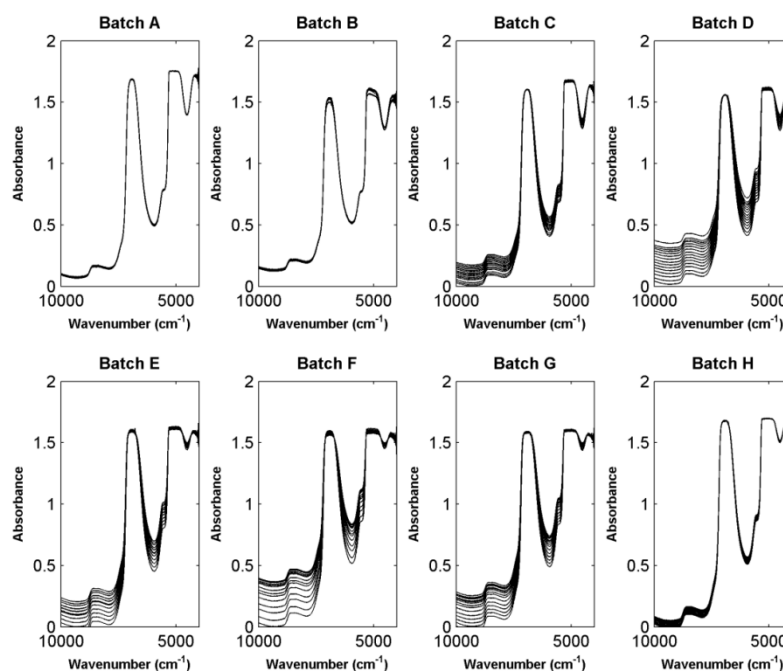 Batch A Batch B Batch C Batch D
2 2 2 2
1.5 1.5 1.5 1.5
Absorbance Absorbance Absorbance Absorbance
1 1 1 1
0.5 0.5 0.5 0.5
0 0 0 0
10000 5000 10000 5000 10000 5000 10000 5000
Wavenumber (cm⁻¹) Wavenumber (cm⁻¹) Wavenumber (cm⁻¹) Wavenumber (cm⁻¹)
Batch E Batch F Batch G Batch H
2 2 2 2
1.5 1.5 1.5 1.5
Absorbance Absorbance Absorbance Absorbance
1 1 1 1
0.5 0.5 0.5 0.5
0 0 0 0
10000 5000 10000 5000 10000 5000 10000 5000
Wavenumber (cm⁻¹) Wavenumber (cm⁻¹) Wavenumber (cm⁻¹) Wavenumber (cm⁻¹)